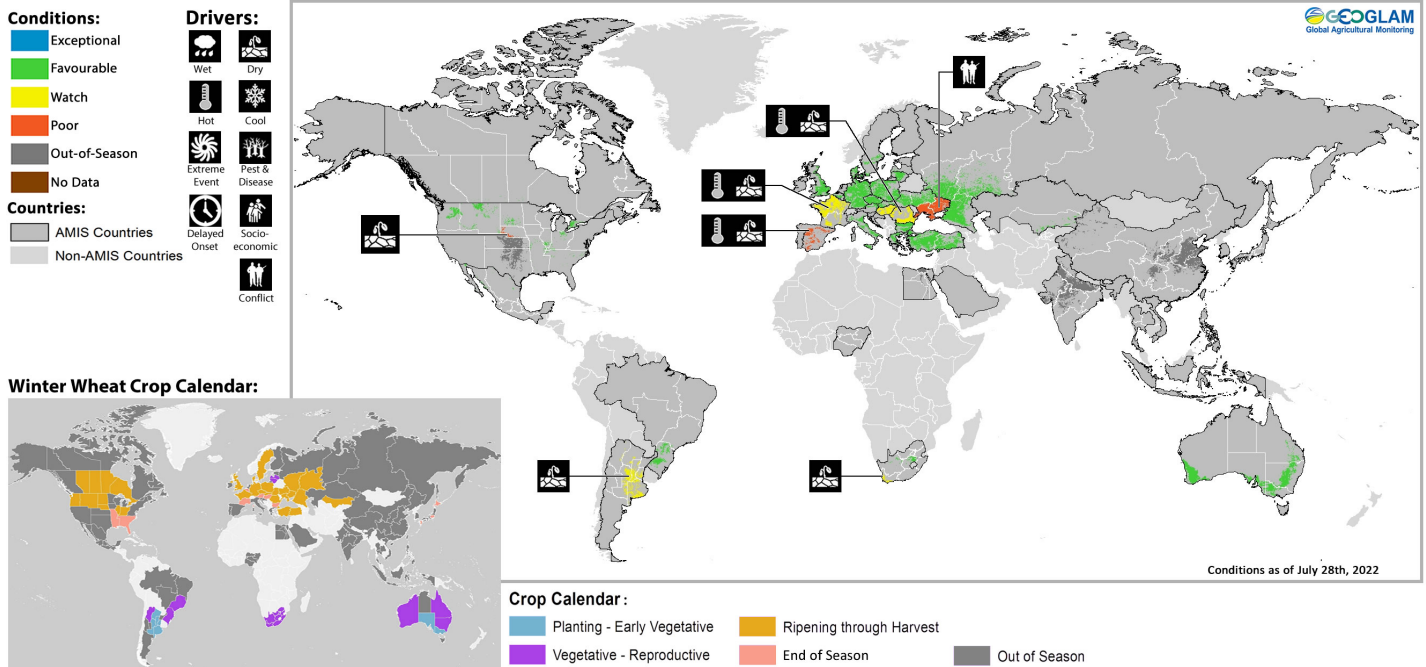 Conditions:
Exceptional
Favourable
Watch
Poor
Out-of-Season
No Data
Countries:
AMIS Countries
Non-AMIS Countries
Drivers:
Wet
Dry
Hot
Cool
Extreme
Event
Pest &
Disease
Delayed
Onset
Socio-
economic
Conflict
GEOGLAM
Global Agricultural Monitoring
Conditions as of July 28th, 2022
Winter Wheat Crop Calendar:
Crop Calendar :
Planting - Early Vegetative
Ripening through Harvest
Vegetative - Reproductive
End of Season
Out of Season